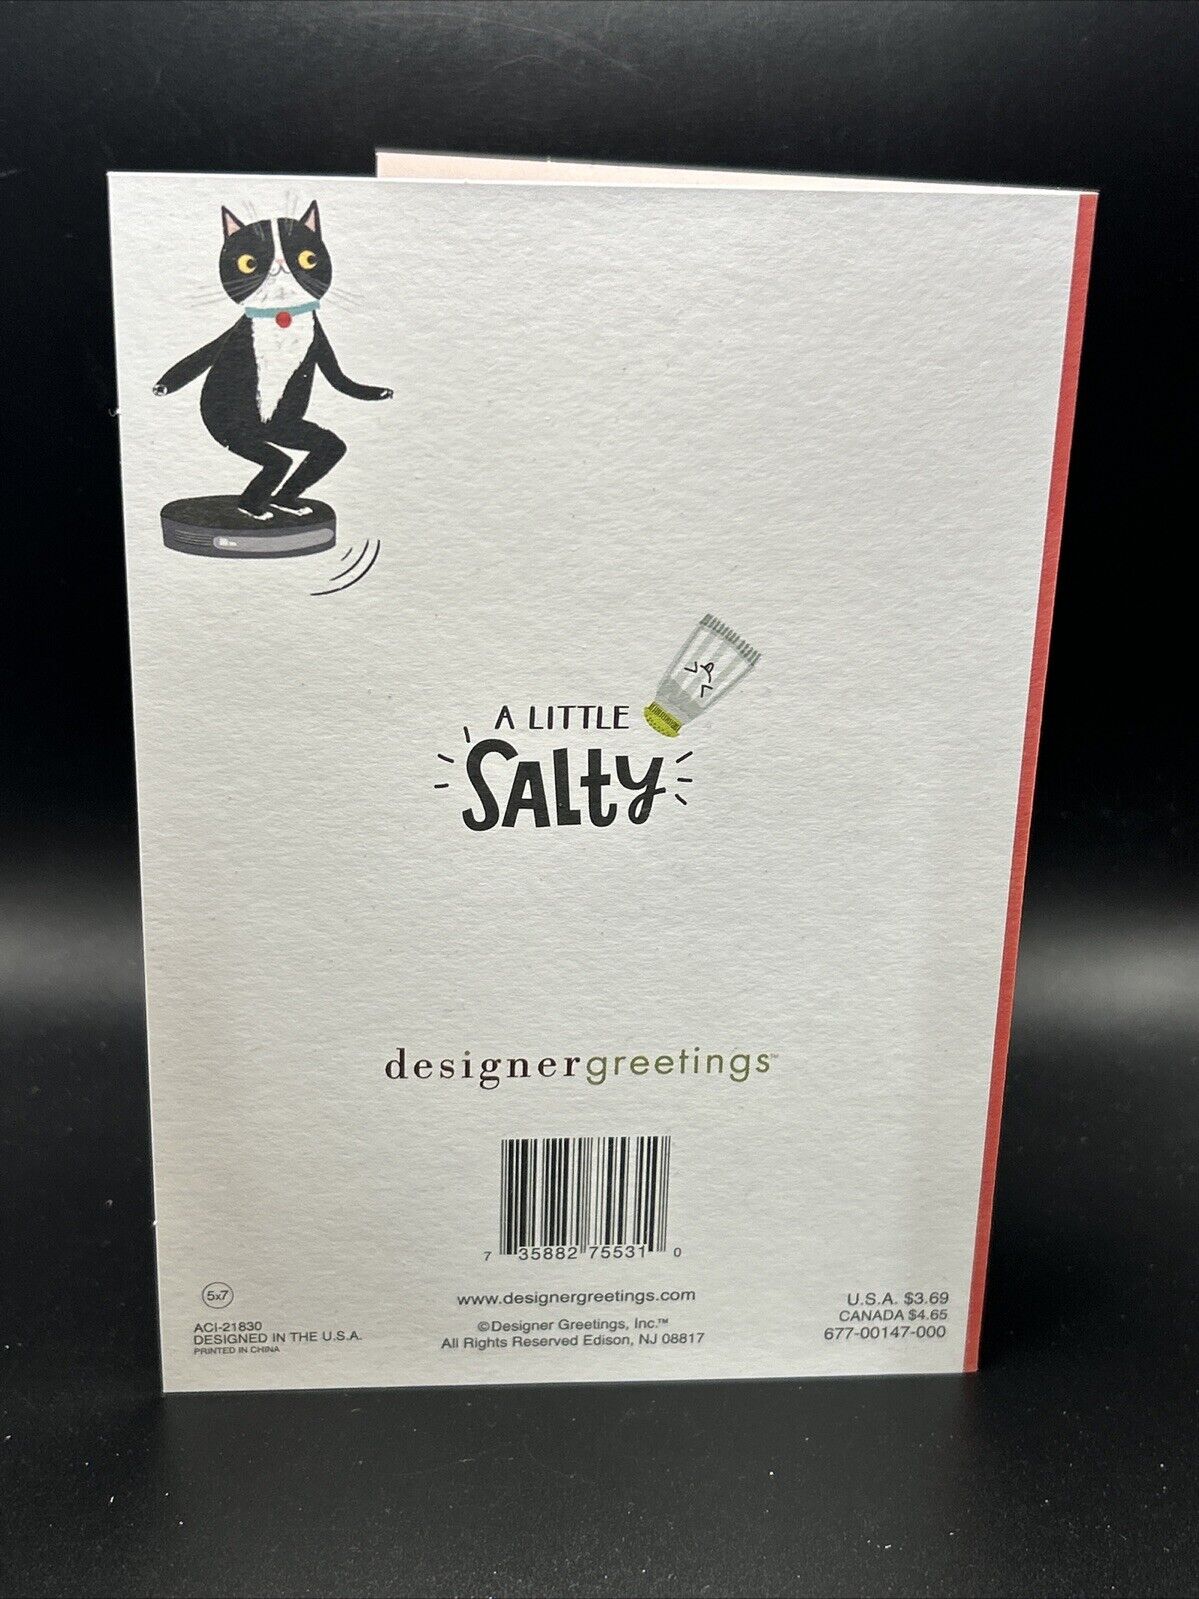 A LITTLE
SALTY
designergreetings™
7 35882 75531 0
5x7
ACI-21830
DESIGNED IN THE U.S.A.
PRINTED IN CHINA
www.designergreetings.com
©Designer Greetings, Inc.™
All Rights Reserved Edison, NJ 08817
U.S.A. $3.69
CANADA $4.65
677-00147-000